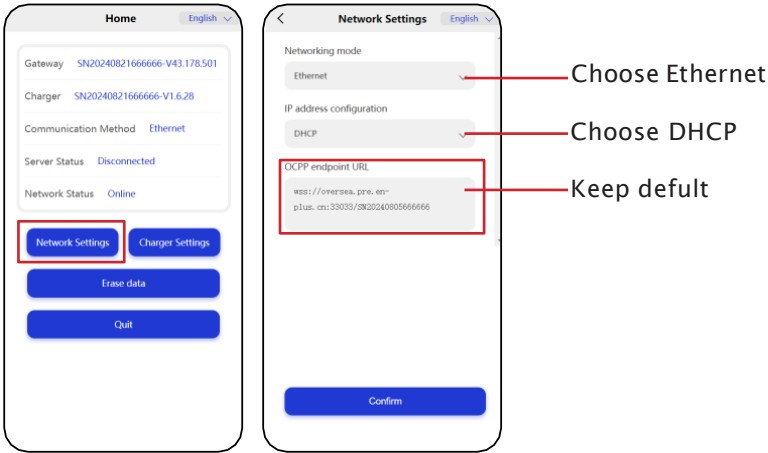 Home
English
Gateway SN20240821666666-V43.178.501
Charger SN20240821666666-V1.6.28
Communication Method Ethernet
Server Status Disconnected
Network Status Online
Network Settings
Charger Settings
Erase data
Quit
Network Settings
English
Networking mode
Ethernet
IP address configuration
DHCP
OCPP endpoint URL
wss://oversea.pre.en-
plus.cn:33033/SN20240805666666
Confirm
Choose Ethernet
Choose DHCP
Keep defult